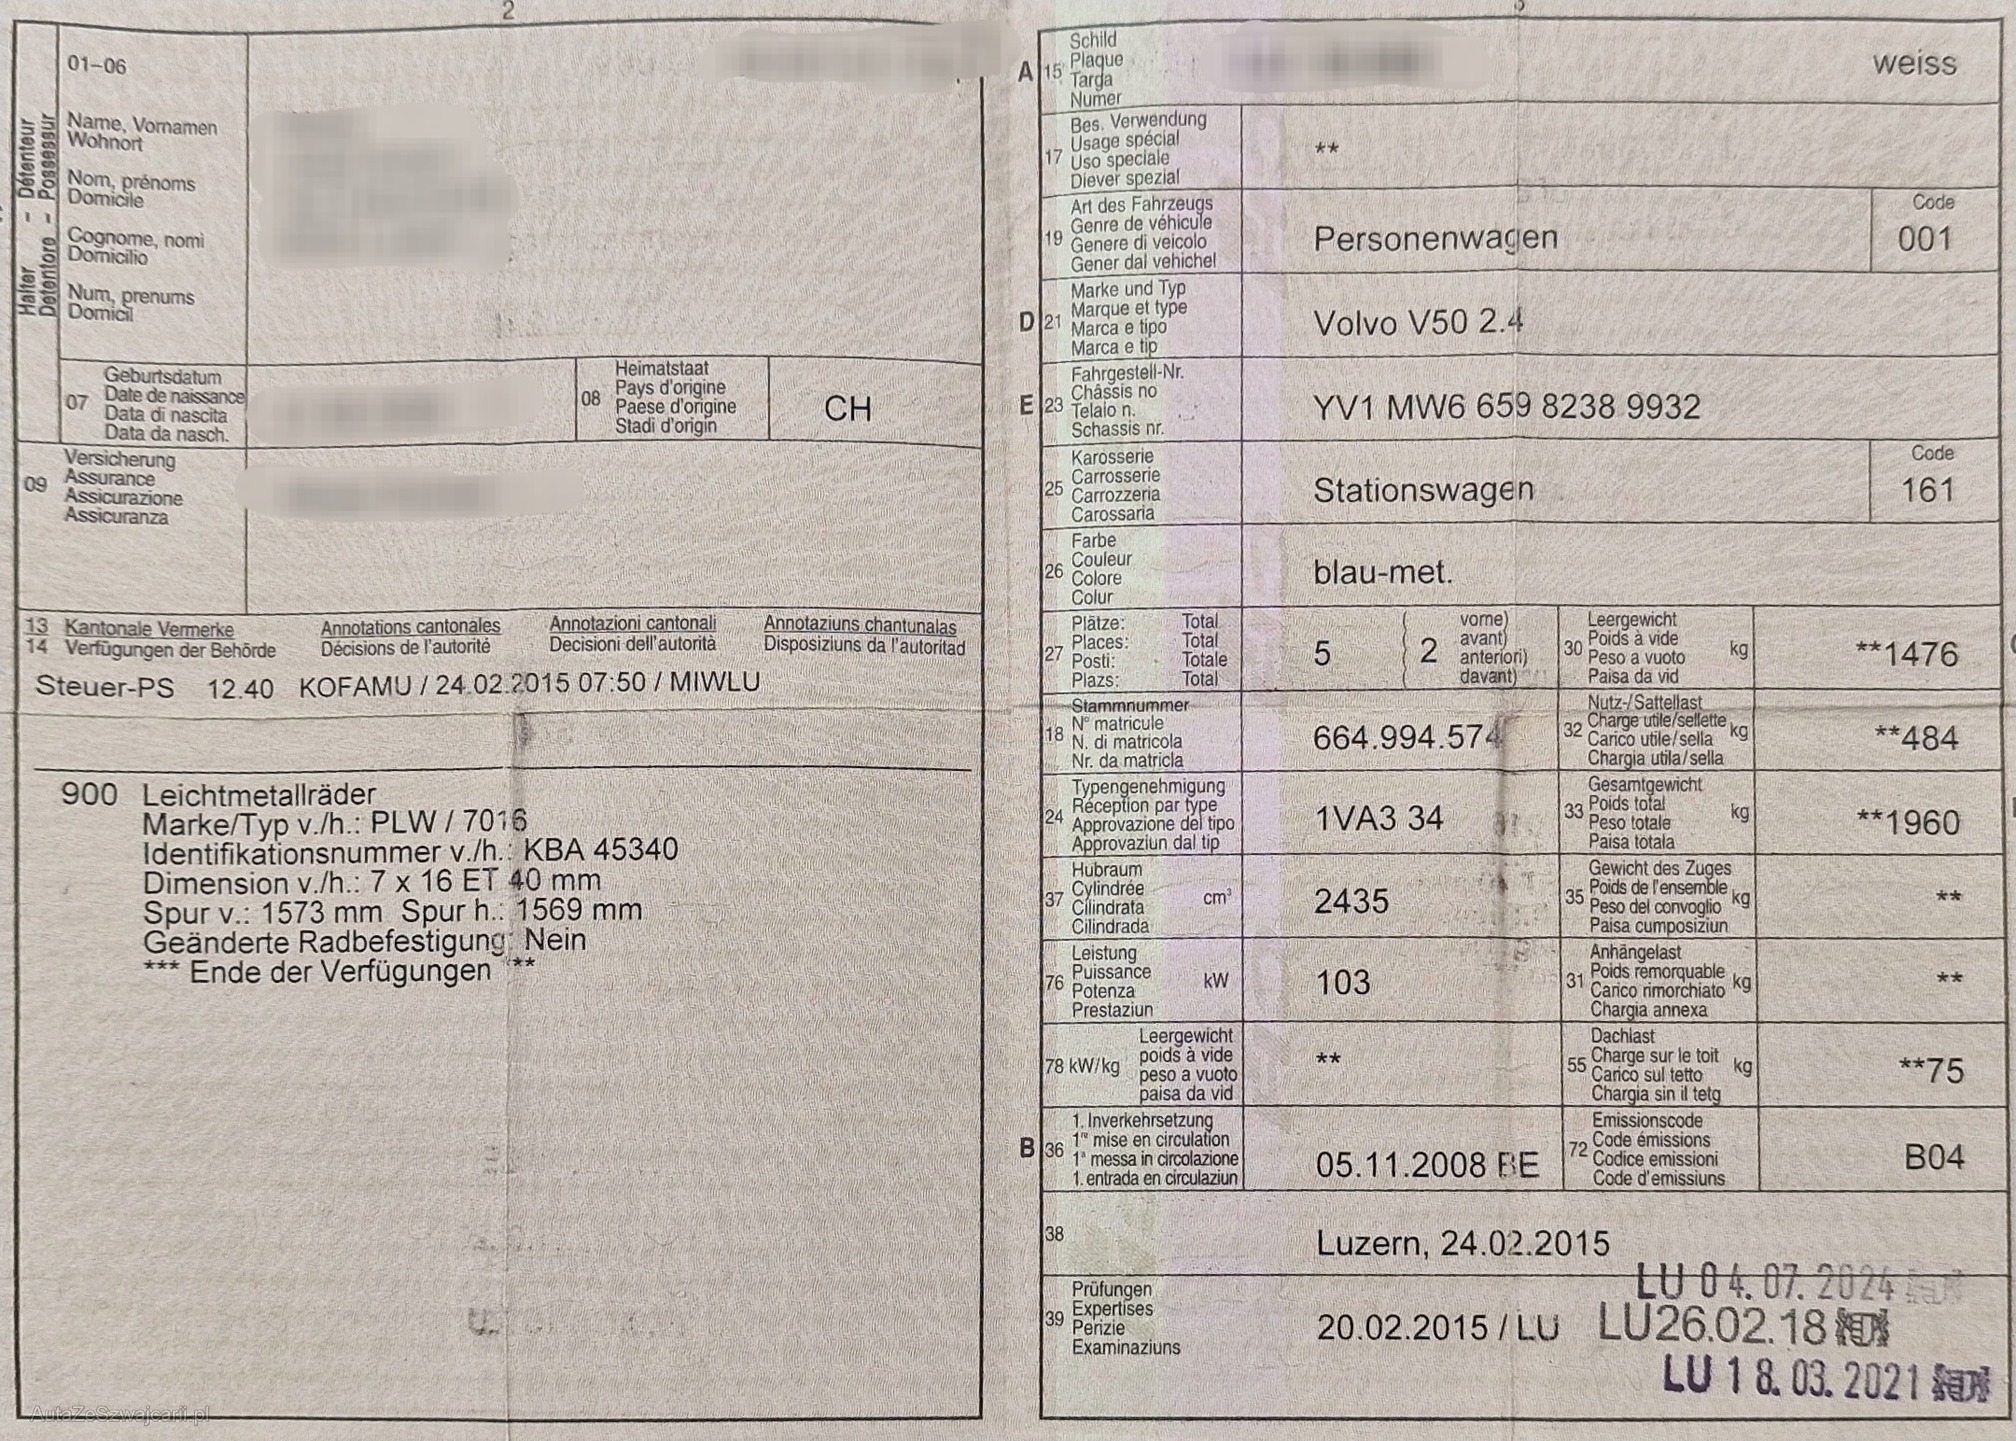 2
01-06
Halter - Détenteur
Detentore - Possessur
Name, Vornamen
Wohnort
Nom, prénoms
Domicile
Cognome, nomi
Domicilio
Num, prenums
Domicil
07
Geburtsdatum
Date de naissance
Data di nascita
Data da nasch.
08
Heimatstaat
Pays d'origine
Paese d'origine
Stadi d'origin
CH
09
Versicherung
Assurance
Assicurazione
Assicuranza
13 Kantonale Vermerke Annotations cantonales Annotazioni cantonali Annotaziuns chantunalas
14 Verfügungen der Behörde Décisions de l'autorité Decisioni dell'autorità Disposiziuns da l'autoritad
Steuer-PS 12.40 KOFAMU / 24.02.2015 07:50 / MIWLU
900 Leichtmetallräder
Marke/Typ v./h.: PLW / 7016
Identifikationsnummer v./h.: KBA 45340
Dimension v./h.: 7 x 16 ET 40 mm
Spur v.: 1573 mm Spur h.: 1569 mm
Geänderte Radbefestigung: Nein
*** Ende der Verfügungen ***
AutaZeSzwajcarii.pl
3
A 15
Schild
Plaque
Targa
Numer
weiss
17
Bes. Verwendung
Usage spécial
Uso speciale
Diever spezial
**
19
Art des Fahrzeugs
Genre de véhicule
Genere di veicolo
Gener dal vehichel
Personenwagen
Code
001
D 21
Marke und Typ
Marque et type
Marca e tipo
Marca e tip
Volvo V50 2.4
E 23
Fahrgestell-Nr.
Châssis no
Telaio n.
Schassis nr.
YV1 MW6 659 8238 9932
25
Karosserie
Carrosserie
Carrozzeria
Carossaria
Stationswagen
Code
161
26
Farbe
Couleur
Colore
Colur
blau-met.
27
Plätze: Total
Places: Total
Posti: Totale
Plazs: Total
5
( 2
vorne)
avant)
anteriori)
davant)
30
Leergewicht
Poids à vide
Peso a vuoto
Paisa da vid
kg
**1476
18
Stammnummer
N° matricule
N. di matricola
Nr. da matricla
664.994.574
32
Nutz-/Sattellast
Charge utile/sellette
Carico utile/sella
Chargia utila/sella
kg
**484
24
Typengenehmigung
Réception par type
Approvazione del tipo
Approvaziun dal tip
1VA3 34
33
Gesamtgewicht
Poids total
Peso totale
Paisa totala
kg
**1960
37
Hubraum
Cylindrée
Cilindrata
Cilindrada
cm³
2435
35
Gewicht des Zuges
Poids de l'ensemble
Peso del convoglio
Paisa cumposiziun
kg
**
76
Leistung
Puissance
Potenza
Prestaziun
kW
103
31
Anhängelast
Poids remorquable
Carico rimorchiato
Chargia annexa
kg
**
78 kW/kg
Leergewicht
poids à vide
peso a vuoto
paisa da vid
**
55
Dachlast
Charge sur le toit
Carico sul tetto
Chargia sin il tetg
kg
**75
B 36
1. Inverkehrsetzung
1re mise en circulation
1a messa in circolazione
1. entrada en circulaziun
05.11.2008 BE
72
Emissionscode
Code émissions
Codice emissioni
Code d'emissiuns
B04
38
Luzern, 24.02.2015
39
Prüfungen
Expertises
Perizie
Examinaziuns
20.02.2015 / LU
LU 04.07.2024
LU26.02.18
LU 18.03.2021